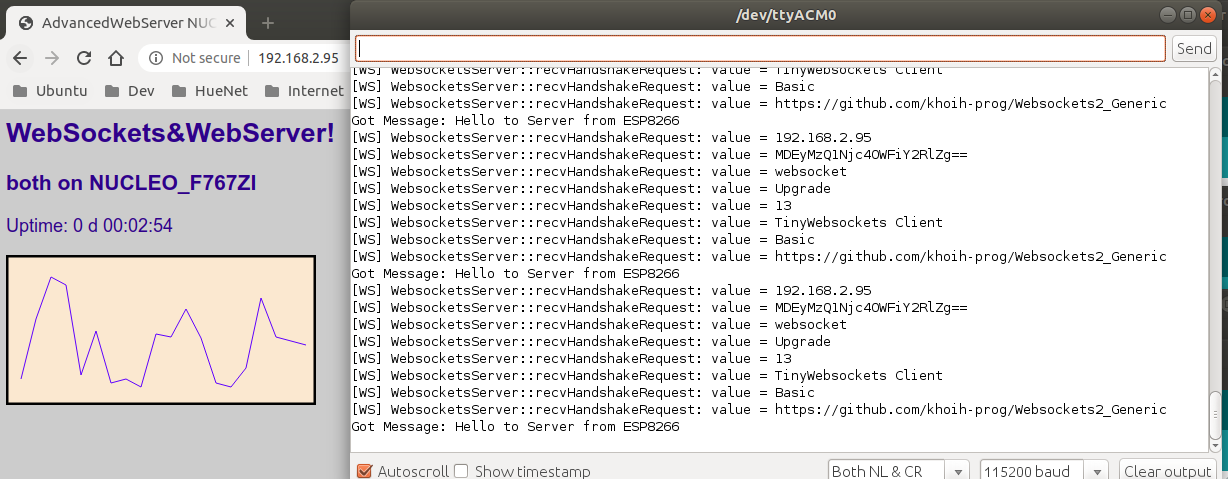 AdvancedWebServer NUC
Not secure 192.168.2.95
Ubuntu Dev HueNet Internet
WebSockets&WebServer!
both on NUCLEO_F767ZI
Uptime: 0 d 00:02:54
/dev/ttyACM0
Send
[WS] WebsocketsServer::recvHandshakeRequest: value = TinyWebsockets Client
[WS] WebsocketsServer::recvHandshakeRequest: value = Basic
[WS] WebsocketsServer::recvHandshakeRequest: value = https://github.com/khoih-prog/Websockets2_Generic
Got Message: Hello to Server from ESP8266
[WS] WebsocketsServer::recvHandshakeRequest: value = 192.168.2.95
[WS] WebsocketsServer::recvHandshakeRequest: value = MDEyMzQ1Njc4OWFiY2RlZg==
[WS] WebsocketsServer::recvHandshakeRequest: value = websocket
[WS] WebsocketsServer::recvHandshakeRequest: value = Upgrade
[WS] WebsocketsServer::recvHandshakeRequest: value = 13
[WS] WebsocketsServer::recvHandshakeRequest: value = TinyWebsockets Client
[WS] WebsocketsServer::recvHandshakeRequest: value = Basic
[WS] WebsocketsServer::recvHandshakeRequest: value = https://github.com/khoih-prog/Websockets2_Generic
Got Message: Hello to Server from ESP8266
[WS] WebsocketsServer::recvHandshakeRequest: value = 192.168.2.95
[WS] WebsocketsServer::recvHandshakeRequest: value = MDEyMzQ1Njc4OWFiY2RlZg==
[WS] WebsocketsServer::recvHandshakeRequest: value = websocket
[WS] WebsocketsServer::recvHandshakeRequest: value = Upgrade
[WS] WebsocketsServer::recvHandshakeRequest: value = 13
[WS] WebsocketsServer::recvHandshakeRequest: value = TinyWebsockets Client
[WS] WebsocketsServer::recvHandshakeRequest: value = Basic
[WS] WebsocketsServer::recvHandshakeRequest: value = https://github.com/khoih-prog/Websockets2_Generic
Got Message: Hello to Server from ESP8266
Autoscroll Show timestamp Both NL & CR 115200 baud Clear output